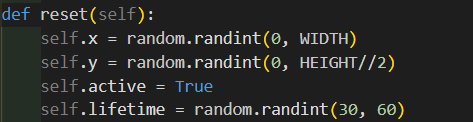 def reset(self):
    self.x = random.randint(0, WIDTH)
    self.y = random.randint(0, HEIGHT//2)
    self.active = True
    self.lifetime = random.randint(30, 60)